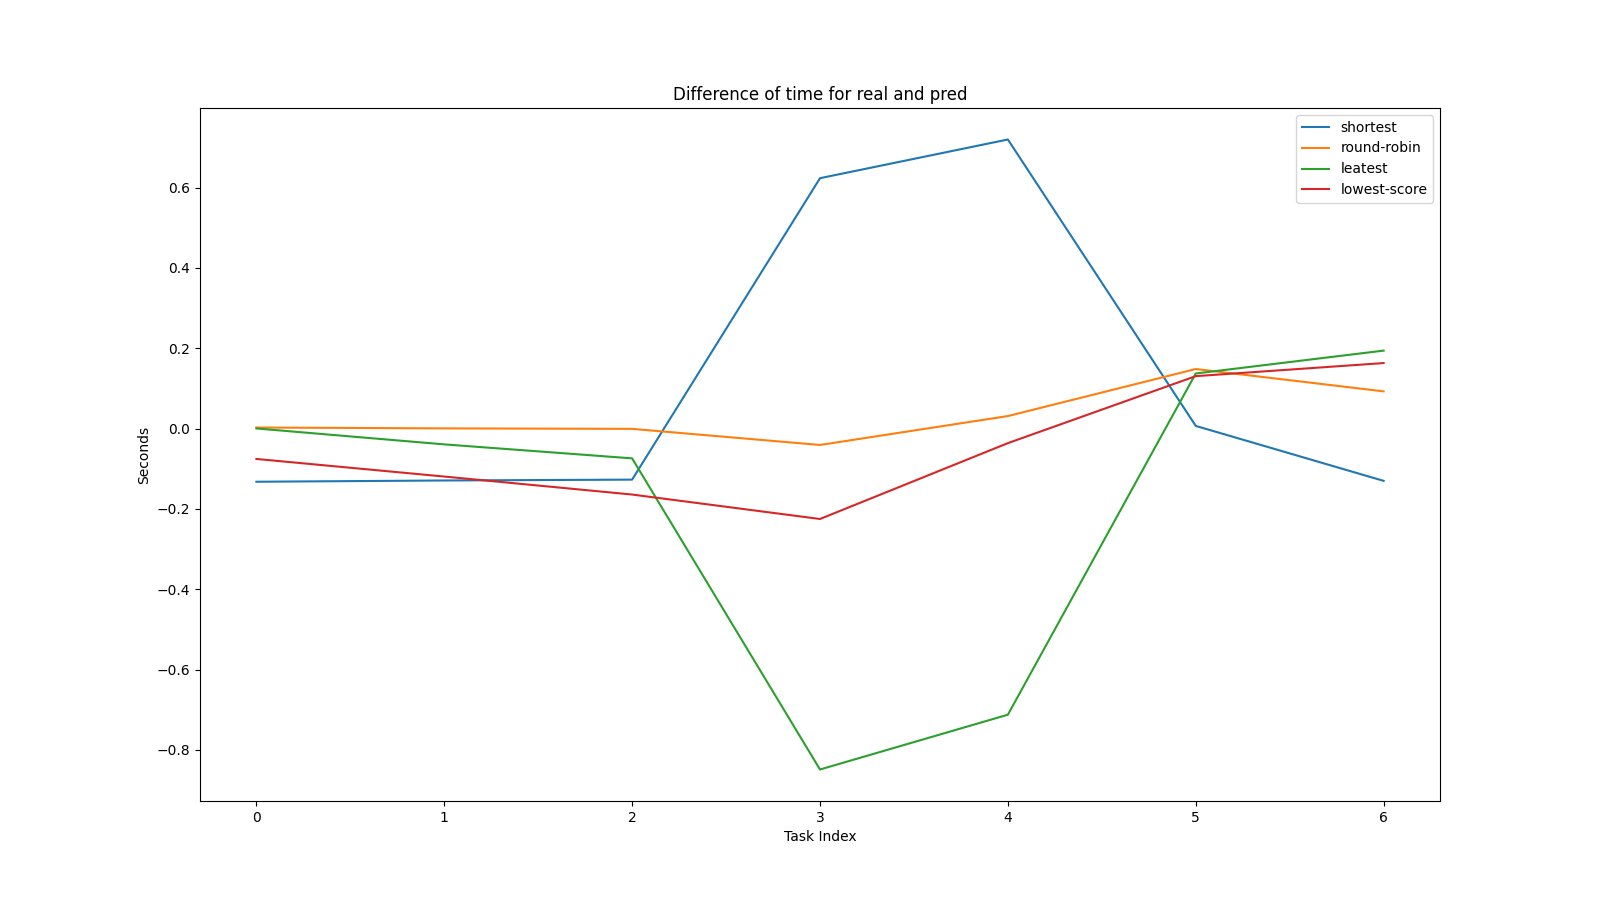 Difference of time for real and pred
shortest
round-robin
leatest
lowest-score
Seconds
0.6
0.4
0.2
0.0
−0.2
−0.4
−0.6
−0.8
0 1 2 3 4 5 6
Task Index